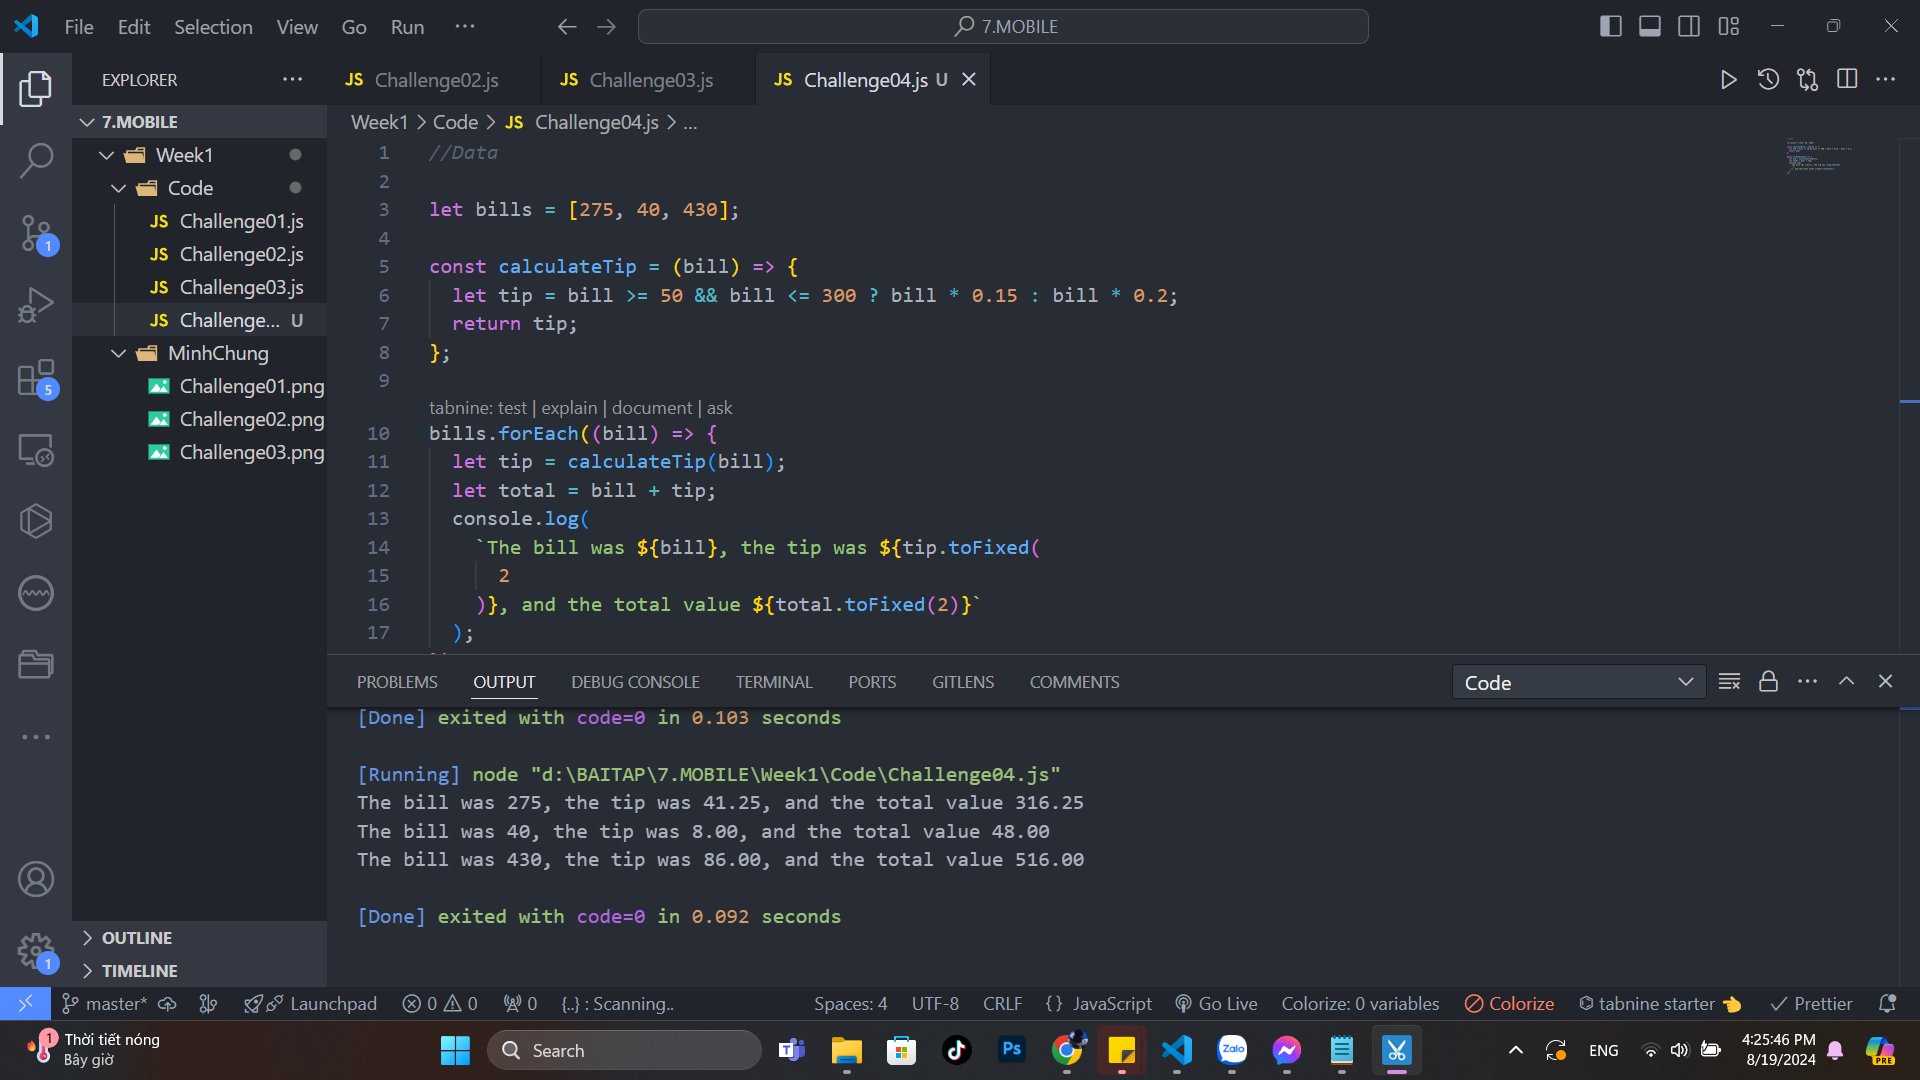 File Edit Selection View Go Run ···
7.MOBILE
EXPLORER ···
JS Challenge02.js
JS Challenge03.js
JS Challenge04.js U
7.MOBILE
Week1
Code
JS Challenge01.js
JS Challenge02.js
JS Challenge03.js
JS Challenge... U
MinhChung
Challenge01.png
Challenge02.png
Challenge03.png
OUTLINE
TIMELINE
1
5
1
Week1 > Code > JS Challenge04.js > ...
1 //Data
2
3 let bills = [275, 40, 430];
4
5 const calculateTip = (bill) => {
6 let tip = bill >= 50 && bill <= 300 ? bill * 0.15 : bill * 0.2;
7 return tip;
8 };
9
tabnine: test | explain | document | ask
10 bills.forEach((bill) => {
11 let tip = calculateTip(bill);
12 let total = bill + tip;
13 console.log(
14 `The bill was ${bill}, the tip was ${tip.toFixed(
15 2
16 )}, and the total value ${total.toFixed(2)}`
17 );
PROBLEMS OUTPUT DEBUG CONSOLE TERMINAL PORTS GITLENS COMMENTS
Code
[Done] exited with code=0 in 0.103 seconds
[Running] node "d:\BAITAP\7.MOBILE\Week1\Code\Challenge04.js"
The bill was 275, the tip was 41.25, and the total value 316.25
The bill was 40, the tip was 8.00, and the total value 48.00
The bill was 430, the tip was 86.00, and the total value 516.00
[Done] exited with code=0 in 0.092 seconds
master* Launchpad 0 0 0 {..} : Scanning..
Spaces: 4 UTF-8 CRLF {} JavaScript Go Live Colorize: 0 variables Colorize tabnine starter Prettier
1
Thời tiết nóng
Bây giờ
Search
Ps
Zalo
ENG
4:25:46 PM
8/19/2024
PRE